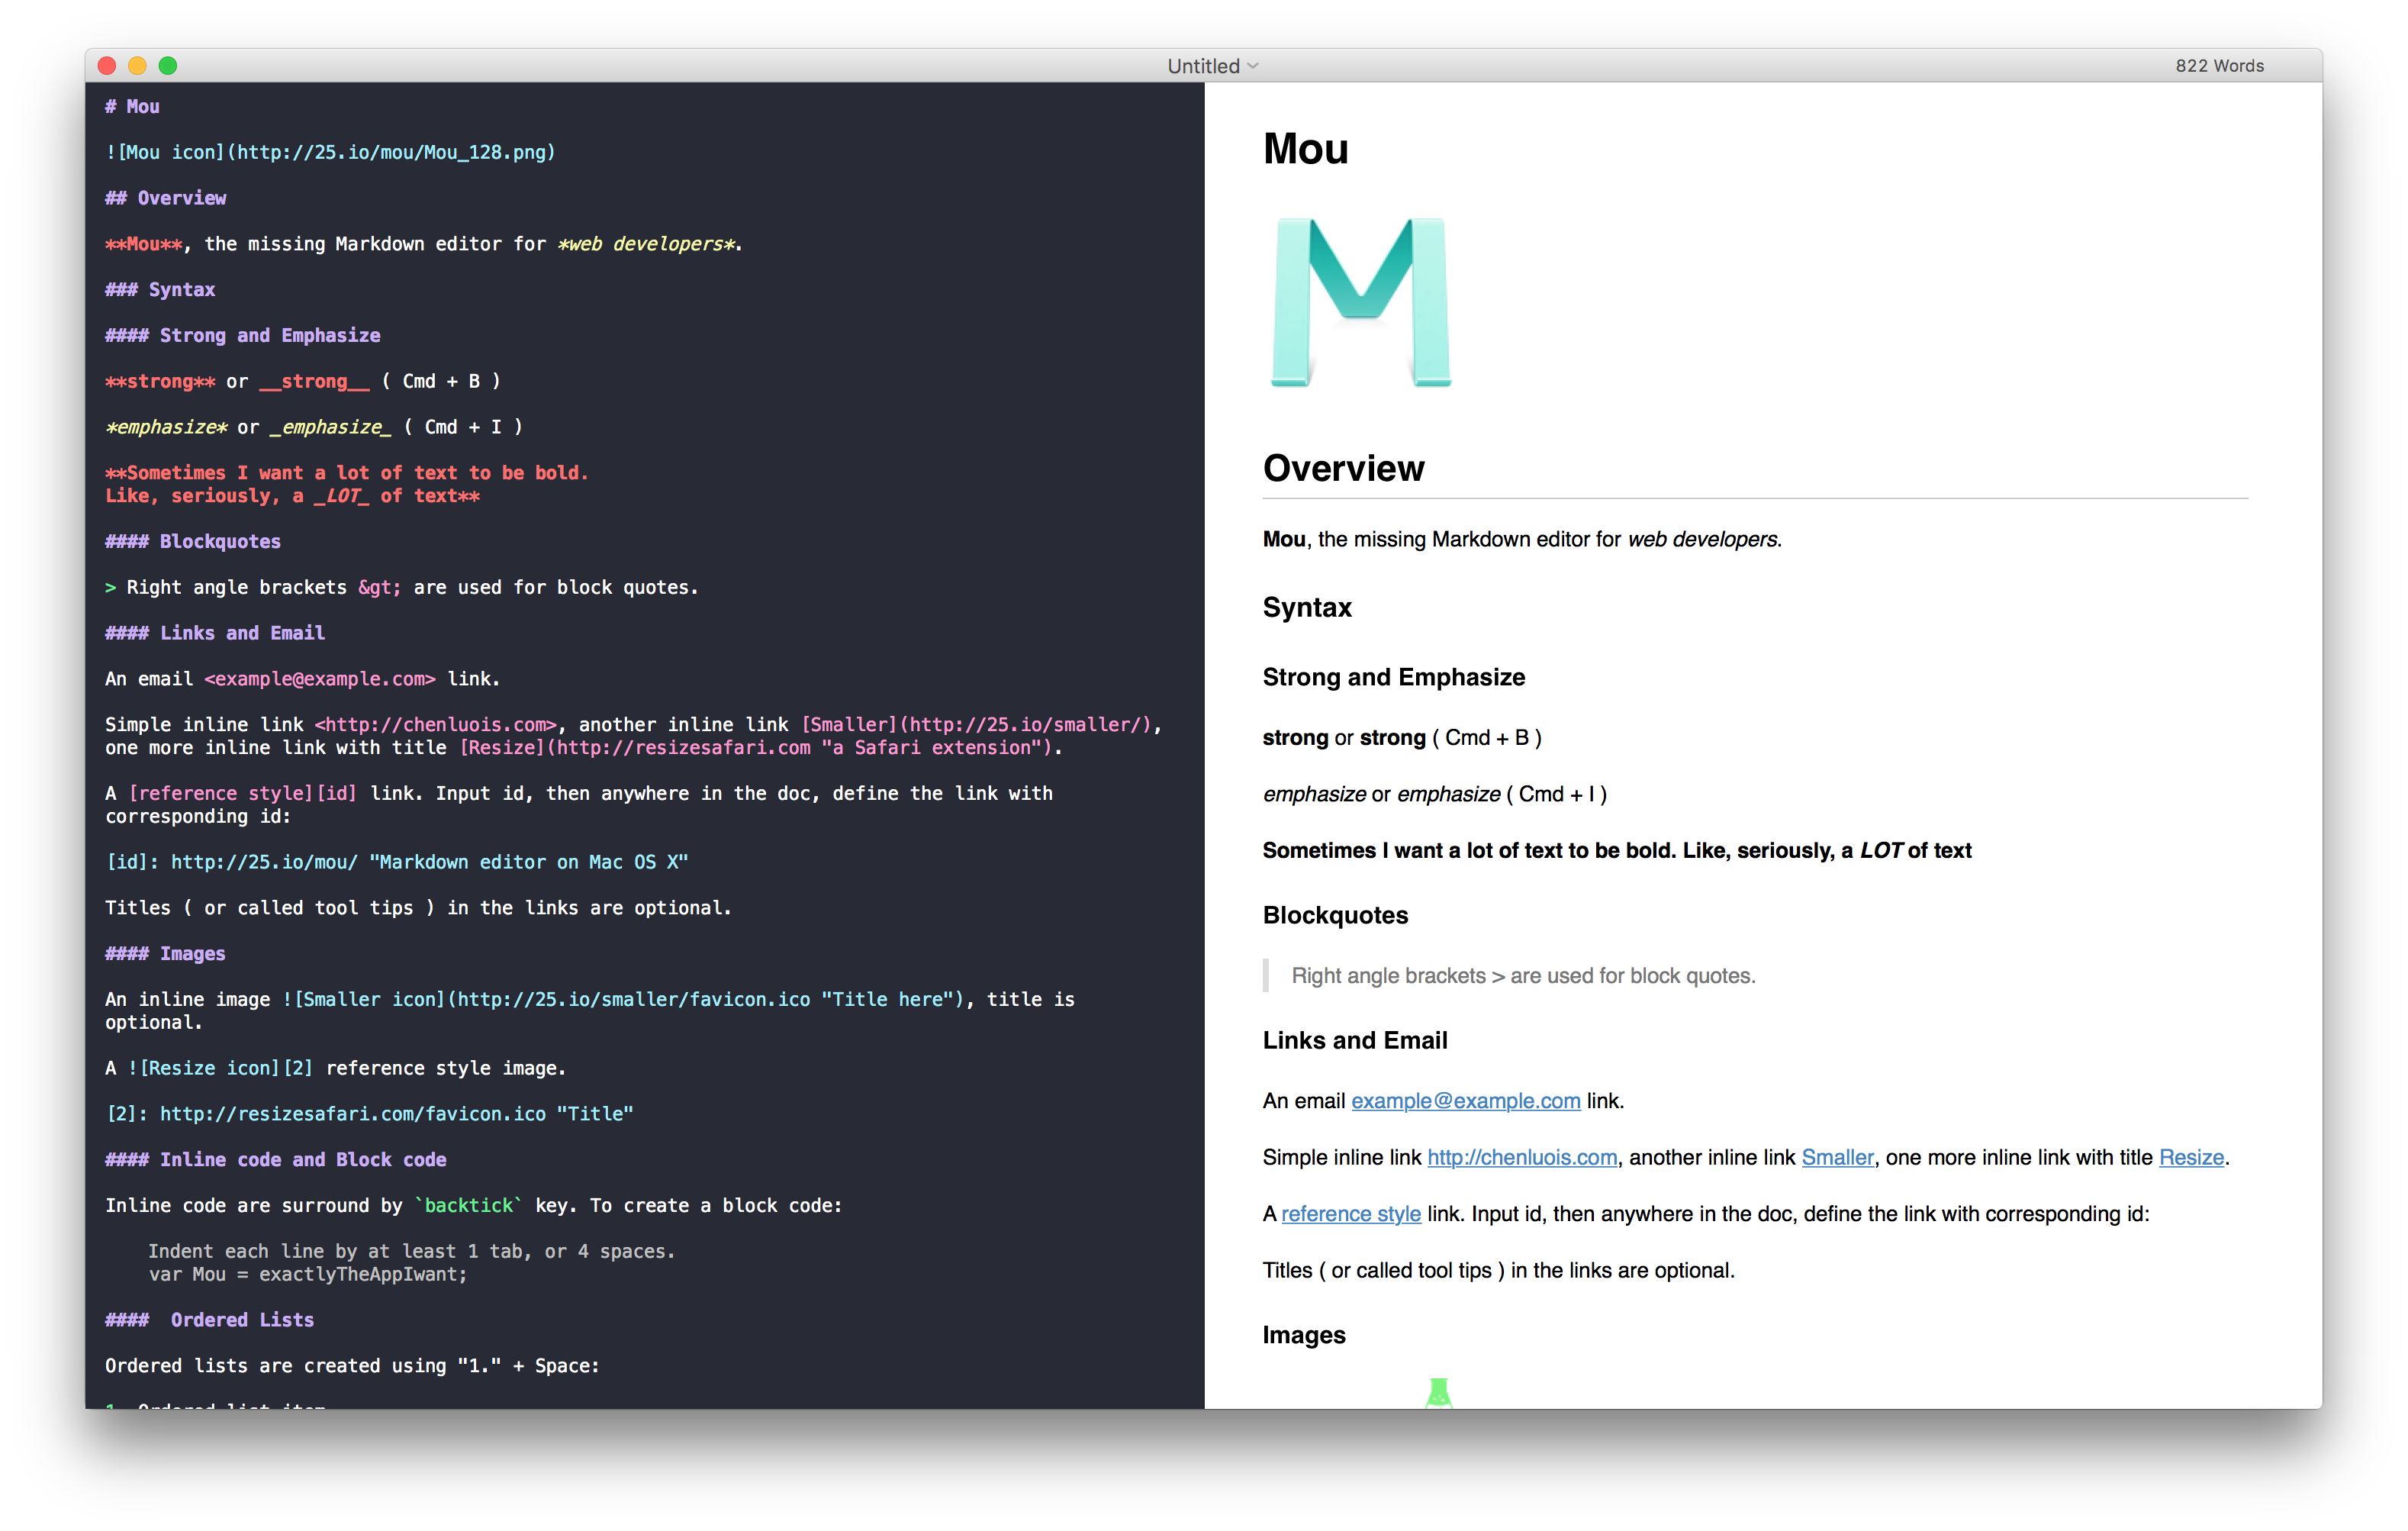 Untitled
822 Words
# Mou
![Mou icon](http://25.io/mou/Mou_128.png)
## Overview
**Mou**, the missing Markdown editor for *web developers*.
### Syntax
#### Strong and Emphasize
**strong** or __strong__ ( Cmd + B )
*emphasize* or _emphasize_ ( Cmd + I )
**Sometimes I want a lot of text to be bold.
Like, seriously, a _LOT_ of text**
#### Blockquotes
> Right angle brackets &gt; are used for block quotes.
#### Links and Email
An email <example@example.com> link.
Simple inline link <http://chenluois.com>, another inline link [Smaller](http://25.io/smaller/),
one more inline link with title [Resize](http://resizesafari.com "a Safari extension").
A [reference style][id] link. Input id, then anywhere in the doc, define the link with
corresponding id:
[id]: http://25.io/mou/ "Markdown editor on Mac OS X"
Titles ( or called tool tips ) in the links are optional.
#### Images
An inline image ![Smaller icon](http://25.io/smaller/favicon.ico "Title here"), title is
optional.
A ![Resize icon][2] reference style image.
[2]: http://resizesafari.com/favicon.ico "Title"
#### Inline code and Block code
Inline code are surround by `backtick` key. To create a block code:
Indent each line by at least 1 tab, or 4 spaces.
var Mou = exactlyTheAppIwant;
####  Ordered Lists
Ordered lists are created using "1." + Space:
1. Ordered list item
Mou
Overview
Mou, the missing Markdown editor for web developers.
Syntax
Strong and Emphasize
strong or strong ( Cmd + B )
emphasize or emphasize ( Cmd + I )
Sometimes I want a lot of text to be bold. Like, seriously, a LOT of text
Blockquotes
Right angle brackets > are used for block quotes.
Links and Email
An email example@example.com link.
Simple inline link http://chenluois.com, another inline link Smaller, one more inline link with title Resize.
A reference style link. Input id, then anywhere in the doc, define the link with corresponding id:
Titles ( or called tool tips ) in the links are optional.
Images